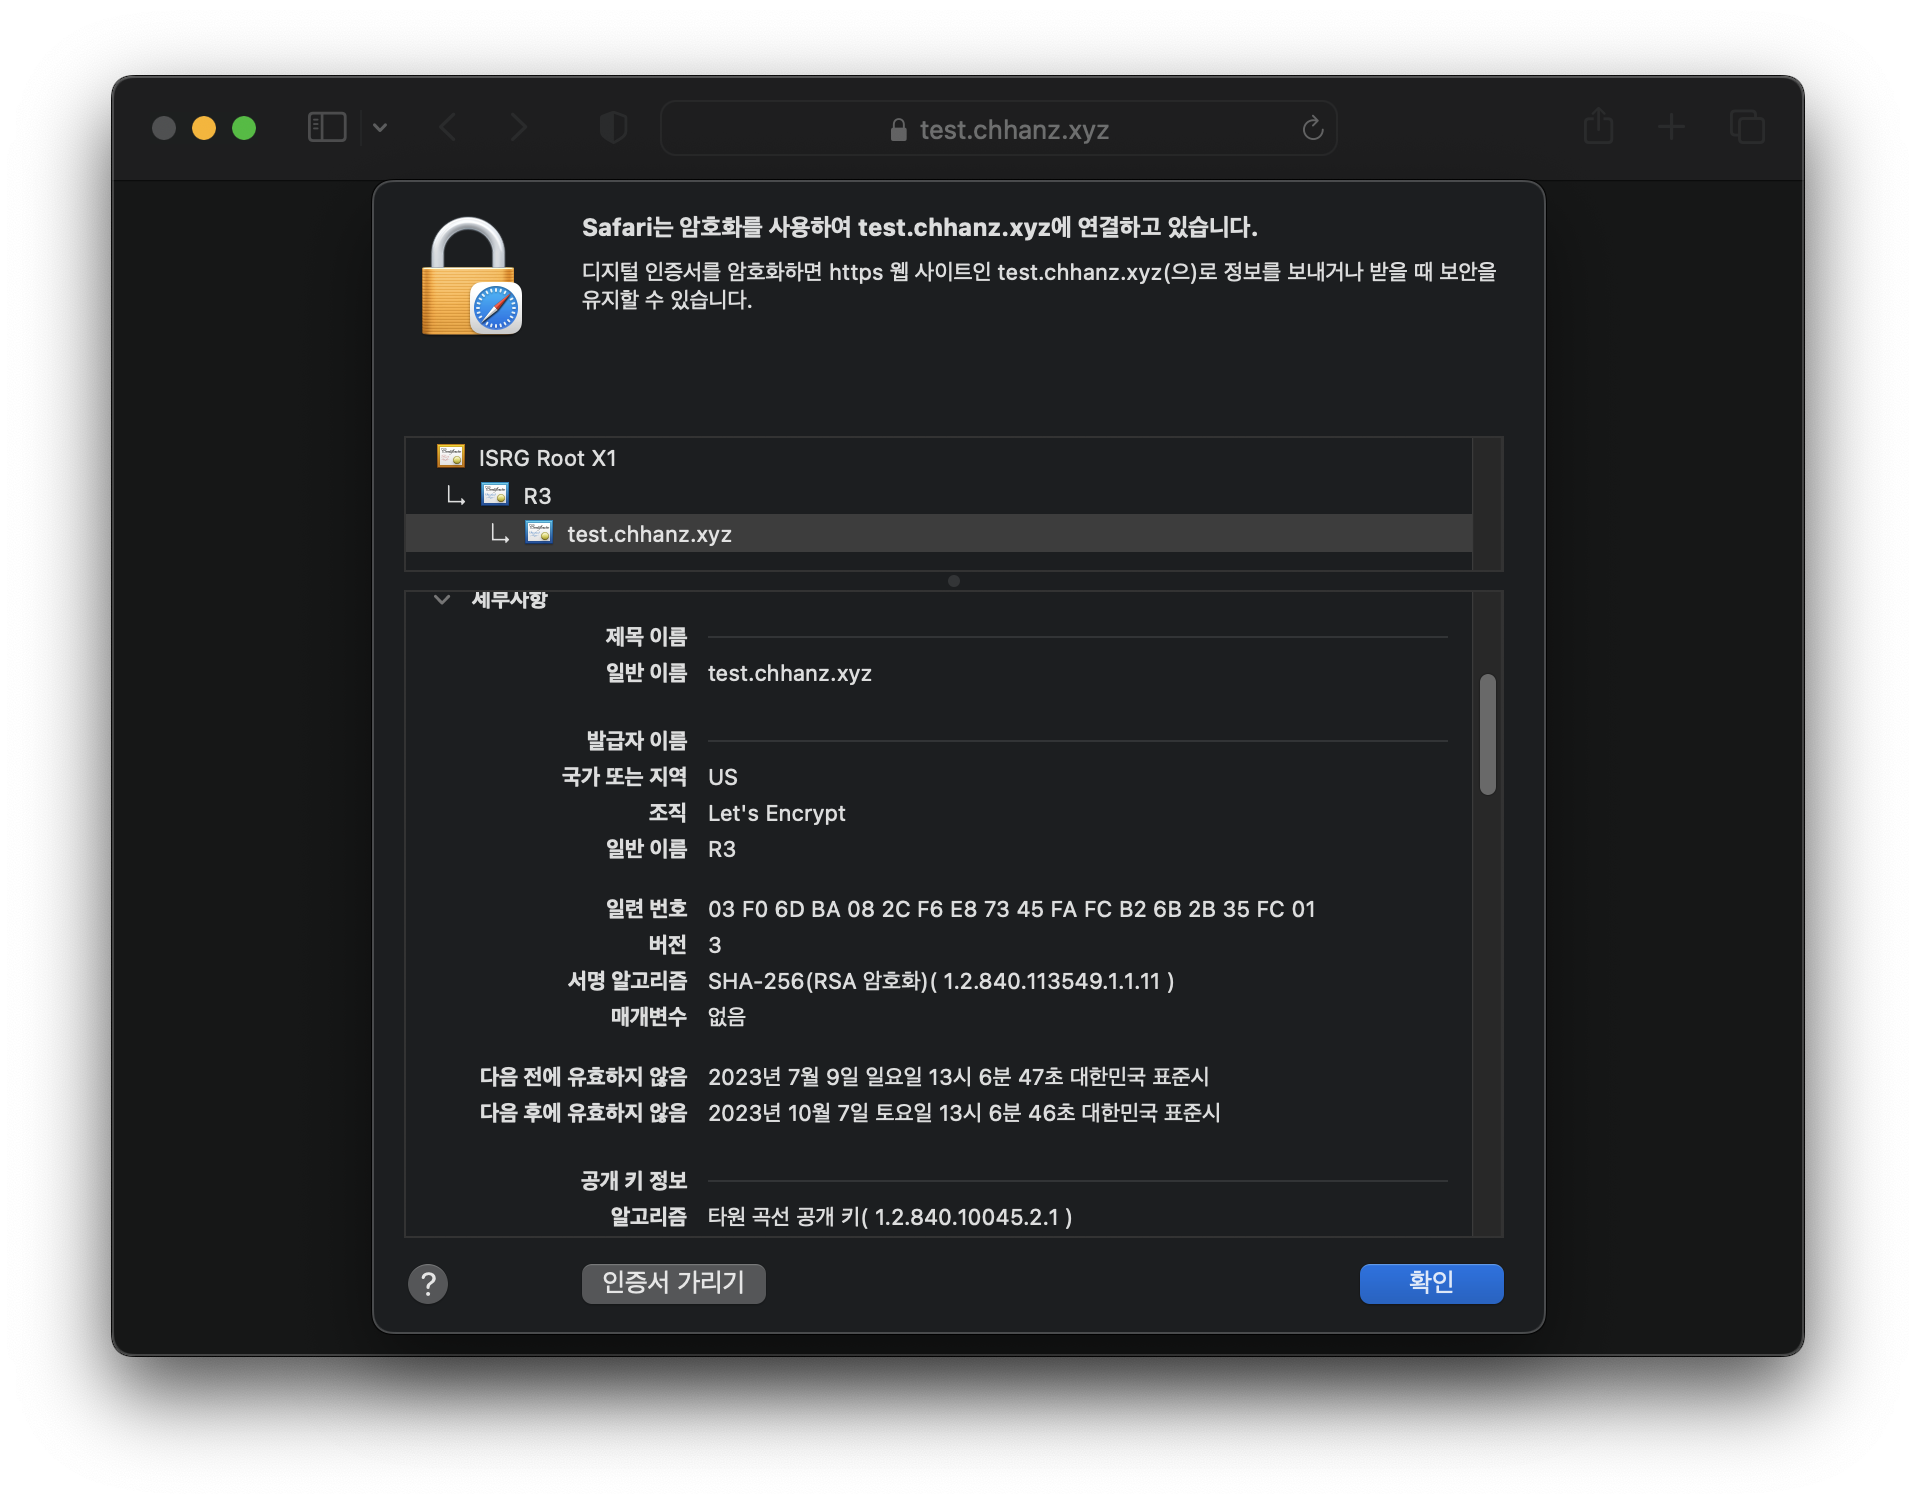 test.chhanz.xyz
Safari는 암호화를 사용하여 test.chhanz.xyz에 연결하고 있습니다.
디지털 인증서를 암호화하면 https 웹 사이트인 test.chhanz.xyz(으)로 정보를 보내거나 받을 때 보안을
유지할 수 있습니다.
ISRG Root X1
R3
test.chhanz.xyz
세부사항
제목 이름
일반 이름 test.chhanz.xyz
발급자 이름
국가 또는 지역 US
조직 Let's Encrypt
일반 이름 R3
일련 번호 03 F0 6D BA 08 2C F6 E8 73 45 FA FC B2 6B 2B 35 FC 01
버전 3
서명 알고리즘 SHA-256(RSA 암호화)( 1.2.840.113549.1.1.11 )
매개변수 없음
다음 전에 유효하지 않음 2023년 7월 9일 일요일 13시 6분 47초 대한민국 표준시
다음 후에 유효하지 않음 2023년 10월 7일 토요일 13시 6분 46초 대한민국 표준시
공개 키 정보
알고리즘 타원 곡선 공개 키( 1.2.840.10045.2.1 )
?
인증서 가리기
확인